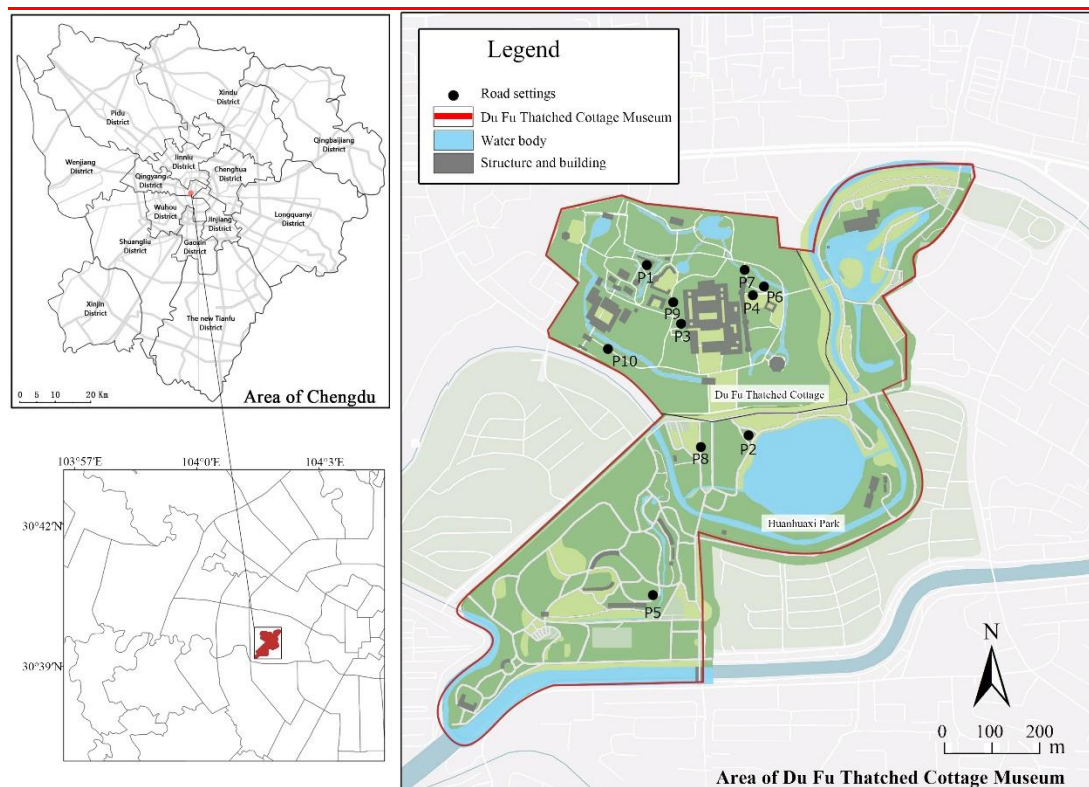 Xindu
District
Pidu
District
Qingbaijiang
District
Jinniu
District
Wenjiang
District
Chenghua
District
Qingyang
District
Wuhou
District
Jinjiang
District
Longquanyi
District
Shuangliu
District
Gaoxin
District
Xinjin
District
The new Tianfu
District
0 5 10 20 Km
Area of Chengdu
103°57'E 104°0'E 104°3'E
30°42'N
30°39'N
Legend
Road settings
Du Fu Thatched Cottage Museum
Water body
Structure and building
P1
P7
P6
P4
P9
P3
P10
Du Fu Thatched Cottage
P2
P8
Huanhuaxi Park
P5
N
0 100 200
m
Area of Du Fu Thatched Cottage Museum